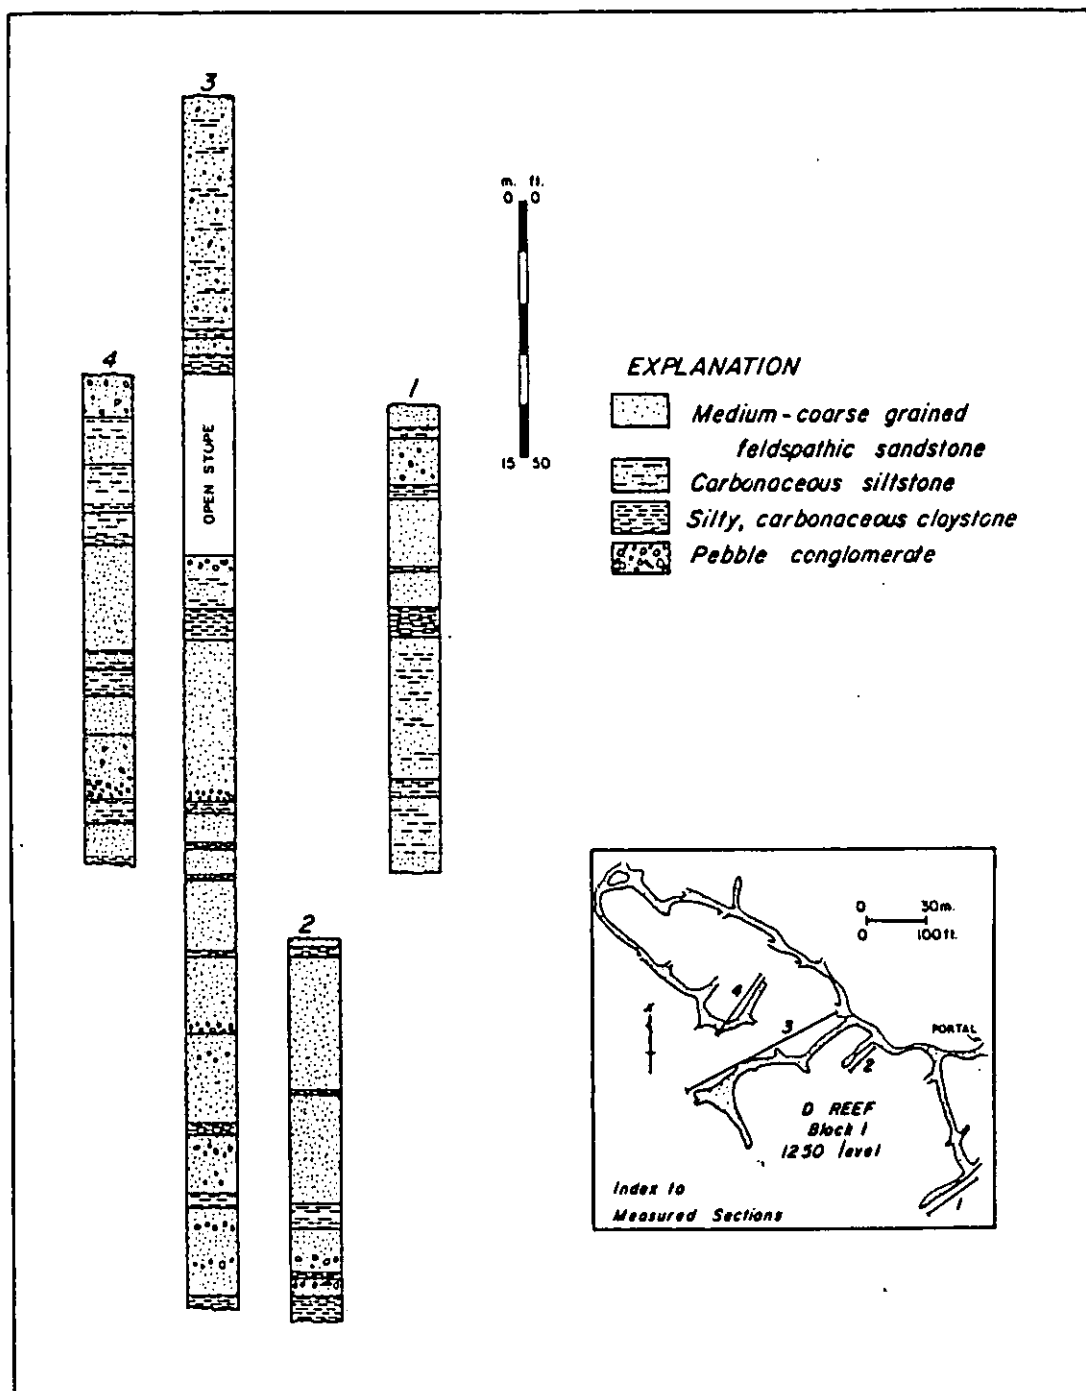 3
m. ft.
0 0
4
1
EXPLANATION
OPEN STOPE
Medium-coarse grained
feldspathic sandstone
15 50
Carbonaceous siltstone
Silty, carbonaceous claystone
Pebble conglomerate
2
0 30m.
0 100ft.
4
3
PORTAL
2
D REEF
Block 1
1250 level
Index to
Measured Sections
1